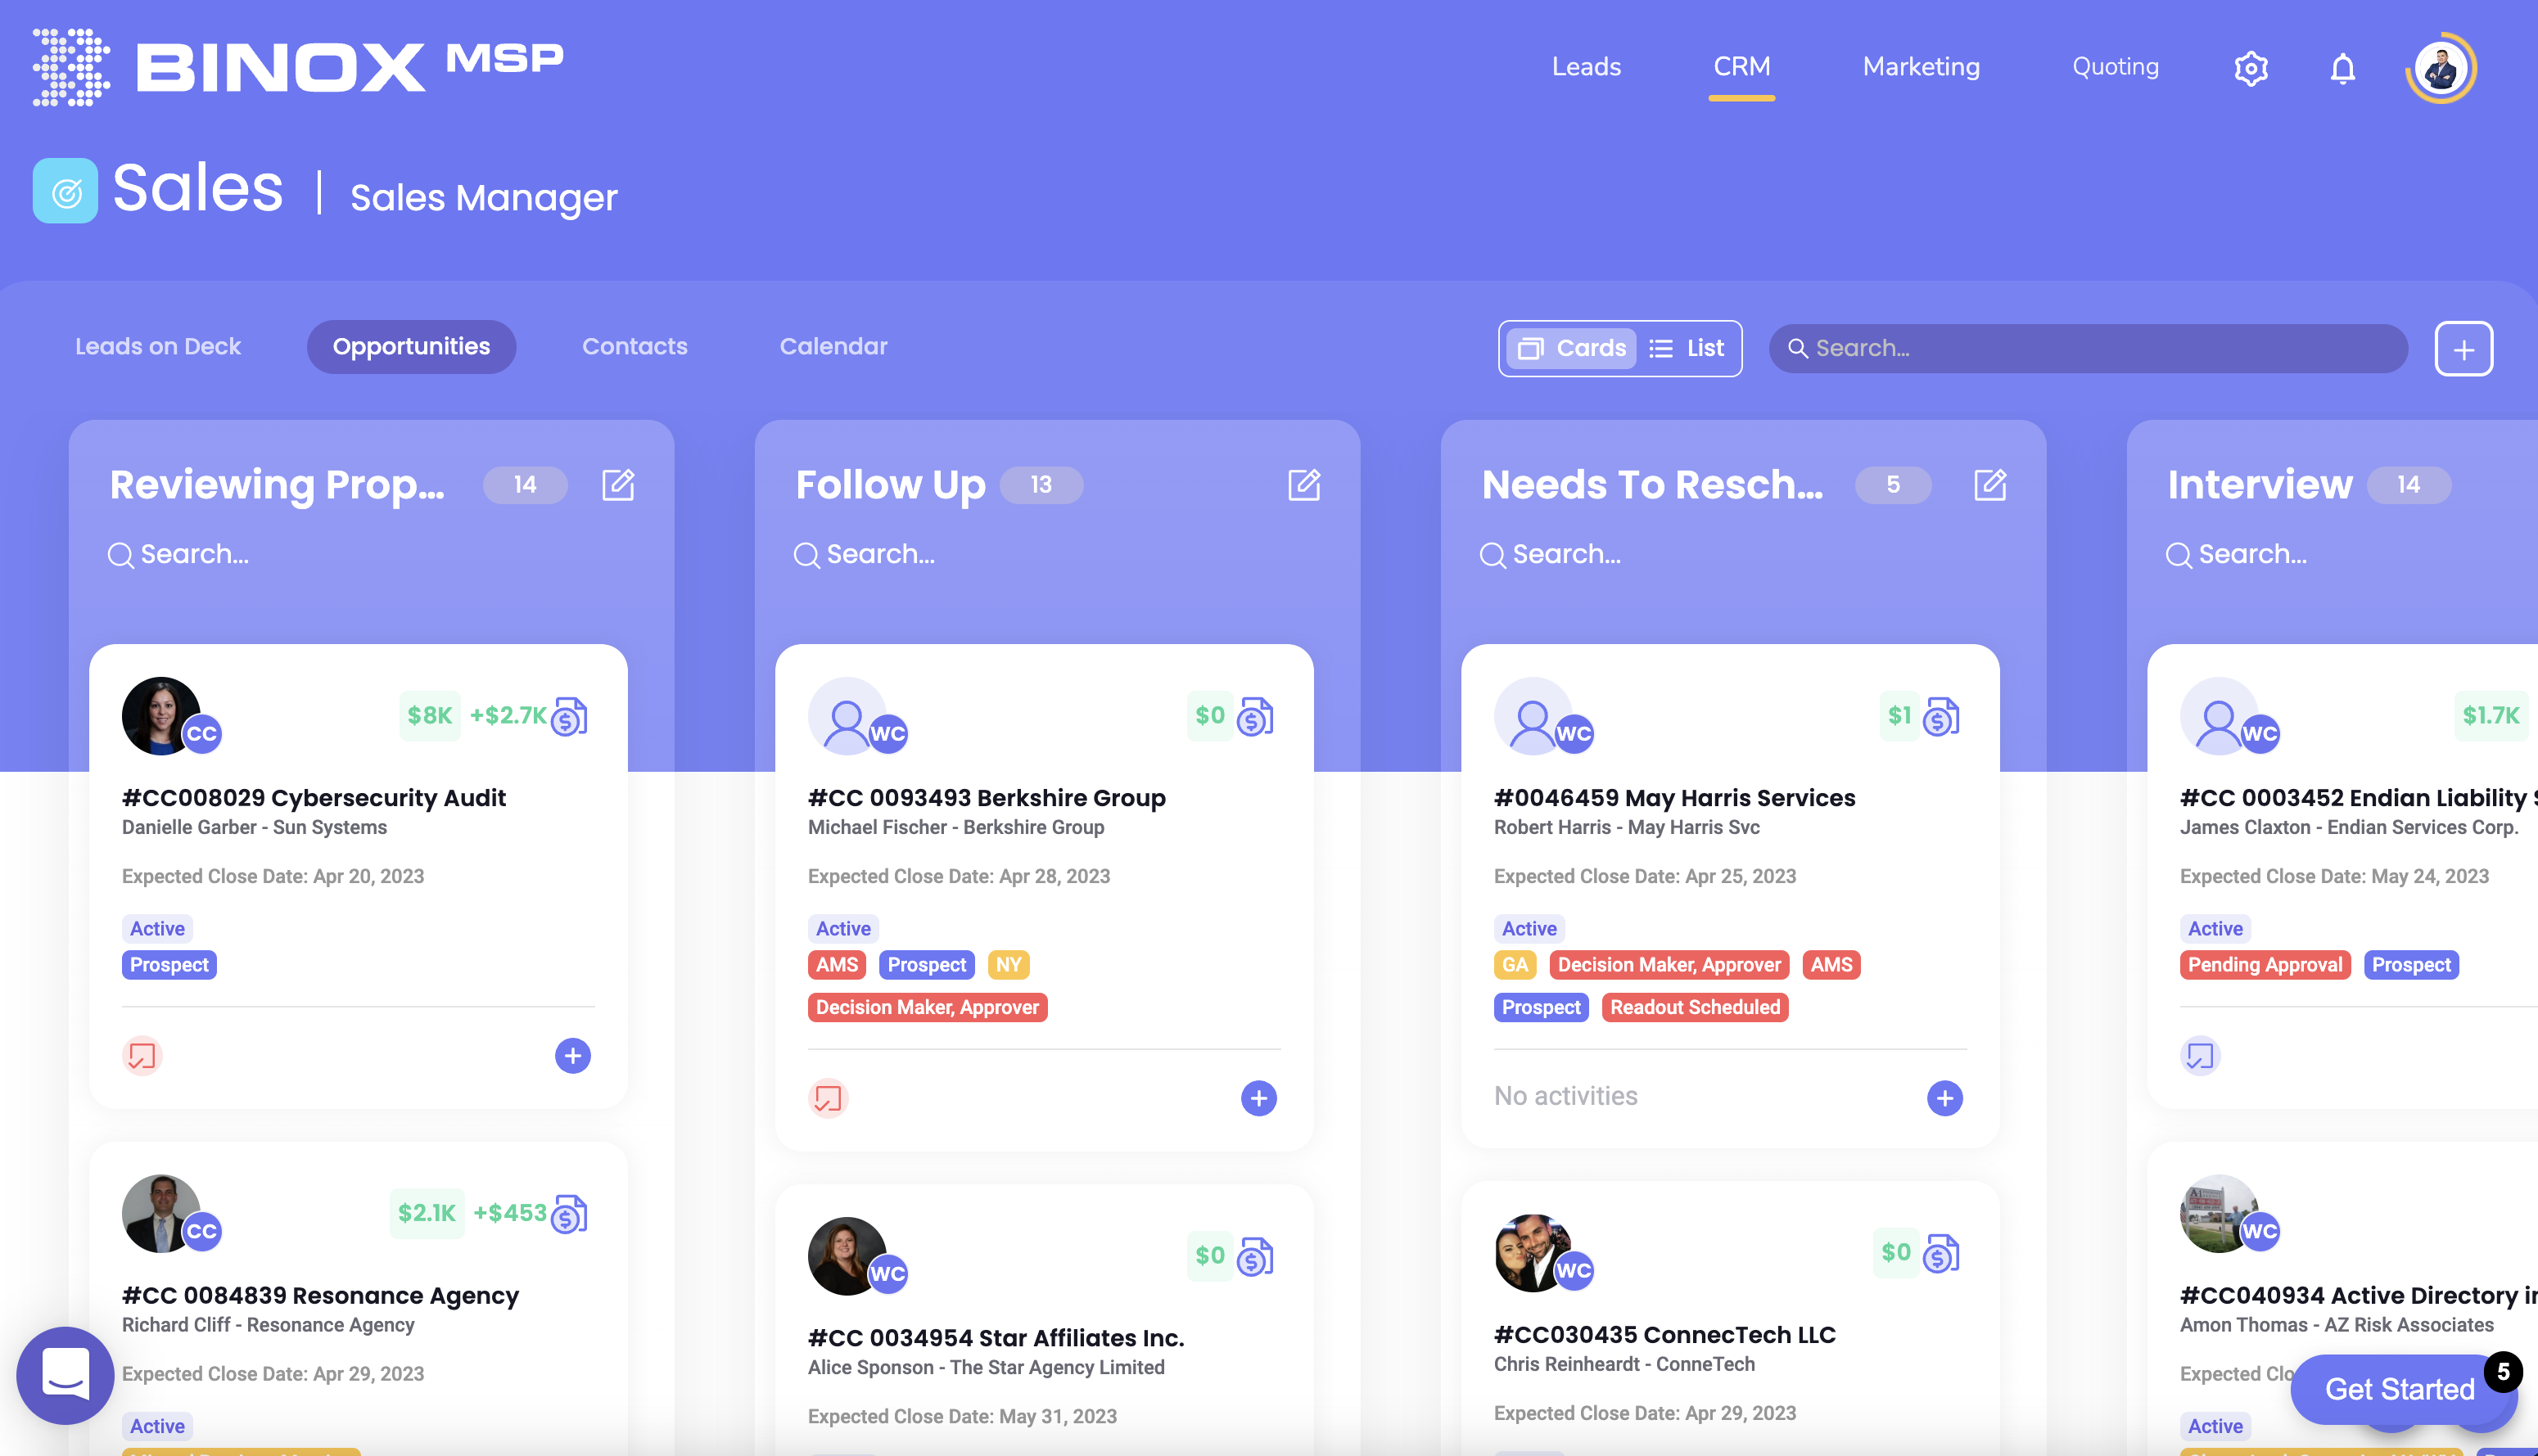 BINOX MSP
Leads CRM Marketing Quoting
Sales | Sales Manager
Leads on Deck Opportunities Contacts Calendar
Cards List Search... +
Reviewing Prop... 14
Search...
CC
$8K +$2.7K
#CC008029 Cybersecurity Audit
Danielle Garber - Sun Systems
Expected Close Date: Apr 20, 2023
Active
Prospect
CC
$2.1K +$453
#CC 0084839 Resonance Agency
Richard Cliff - Resonance Agency
Expected Close Date: Apr 29, 2023
Active
Follow Up 13
Search...
WC
$0
#CC 0093493 Berkshire Group
Michael Fischer - Berkshire Group
Expected Close Date: Apr 28, 2023
Active
AMS Prospect NY
Decision Maker, Approver
WC
$0
#CC 0034954 Star Affiliates Inc.
Alice Sponson - The Star Agency Limited
Expected Close Date: May 31, 2023
Needs To Resch... 5
Search...
WC
$1
#0046459 May Harris Services
Robert Harris - May Harris Svc
Expected Close Date: Apr 25, 2023
Active
GA Decision Maker, Approver AMS
Prospect Readout Scheduled
No activities
WC
$0
#CC030435 ConnecTech LLC
Chris Reinheardt - ConneTech
Expected Close Date: Apr 29, 2023
Interview 14
Search...
WC
$1.7K
#CC 0003452 Endian Liability
James Claxton - Endian Services Corp.
Expected Close Date: May 24, 2023
Active
Pending Approval Prospect
WC
#CC040934 Active Directory
Amon Thomas - AZ Risk Associates
Expected Clo
Active
Get Started 5